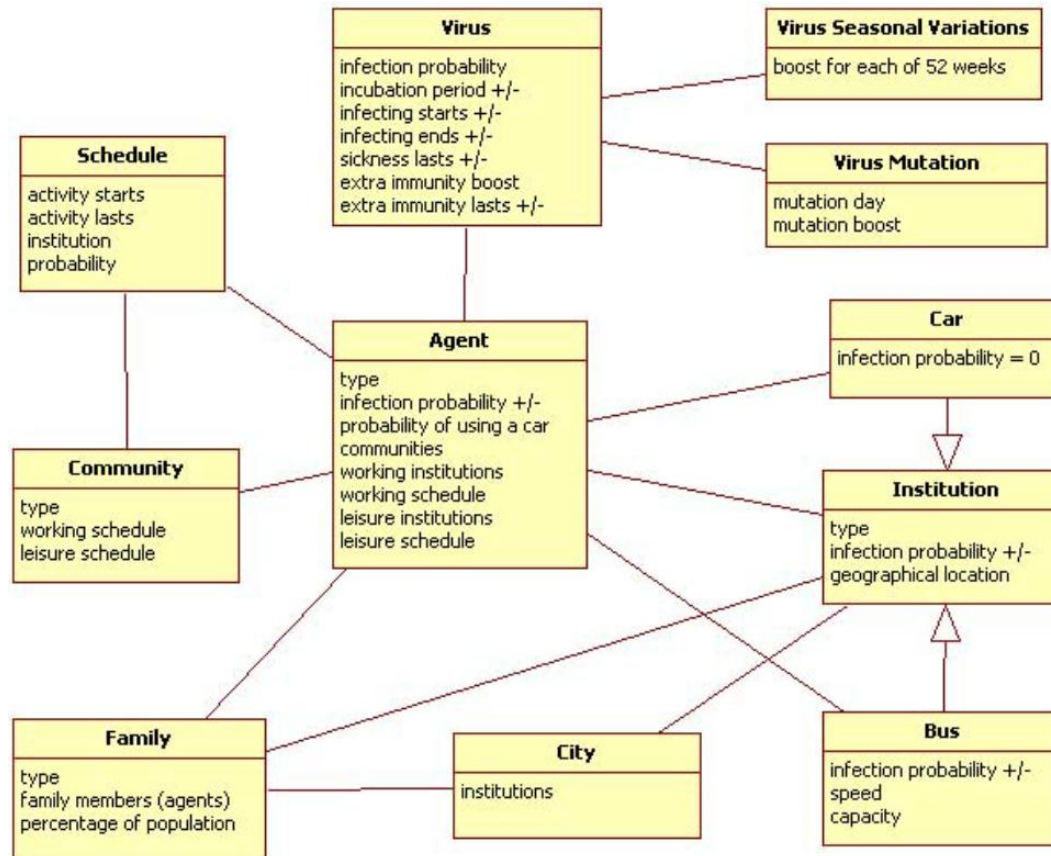 Virus
infection probability
incubation period +/-
infecting starts +/-
infecting ends +/-
sickness lasts +/-
extra immunity boost
extra immunity lasts +/-
Virus Seasonal Variations
boost for each of 52 weeks
Schedule
activity starts
activity lasts
institution
probability
Virus Mutation
mutation day
mutation boost
Agent
type
infection probability +/-
probability of using a car
communities
working institutions
working schedule
leisure institutions
leisure schedule
Car
infection probability = 0
Community
type
working schedule
leisure schedule
Institution
type
infection probability +/-
geographical location
Family
type
family members (agents)
percentage of population
City
institutions
Bus
infection probability +/-
speed
capacity